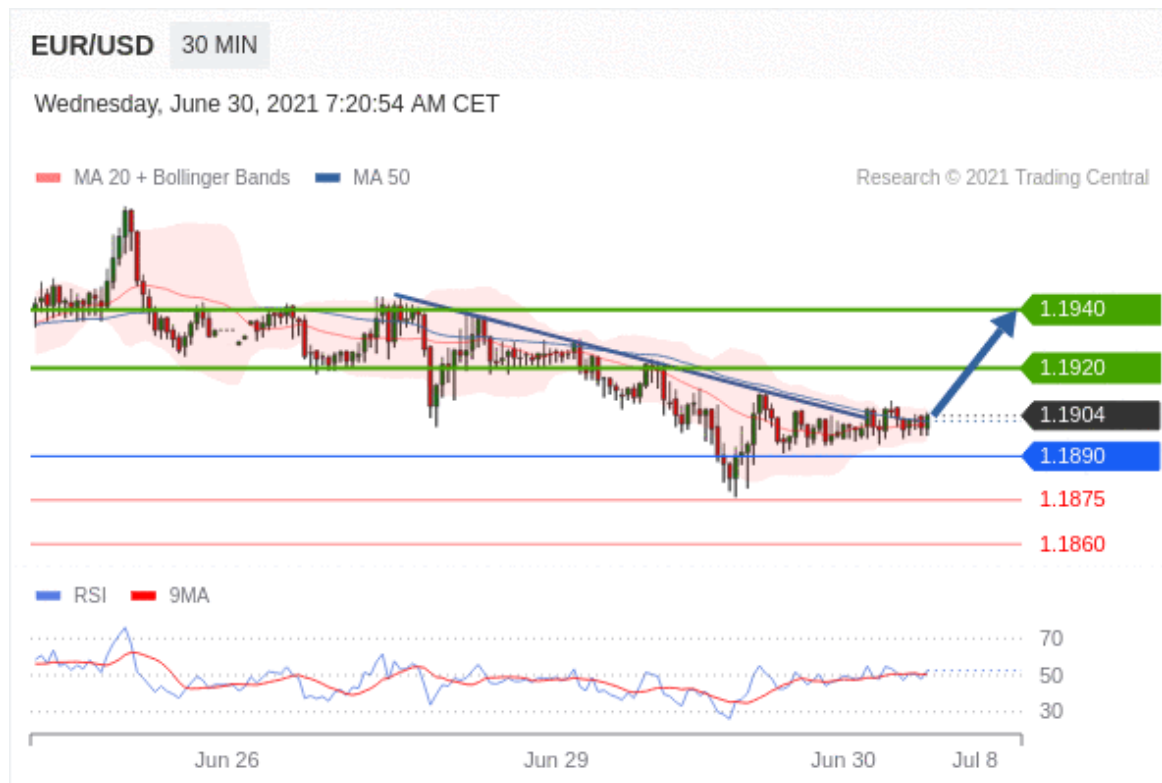 EUR/USD 30 MIN
Wednesday, June 30, 2021 7:20:54 AM CET
MA 20 + Bollinger Bands MA 50 Research © 2021 Trading Central
1.1940
1.1920
1.1904
1.1890
1.1875
1.1860
RSI 9MA
70
50
30
Jun 26 Jun 29 Jun 30 Jul 8